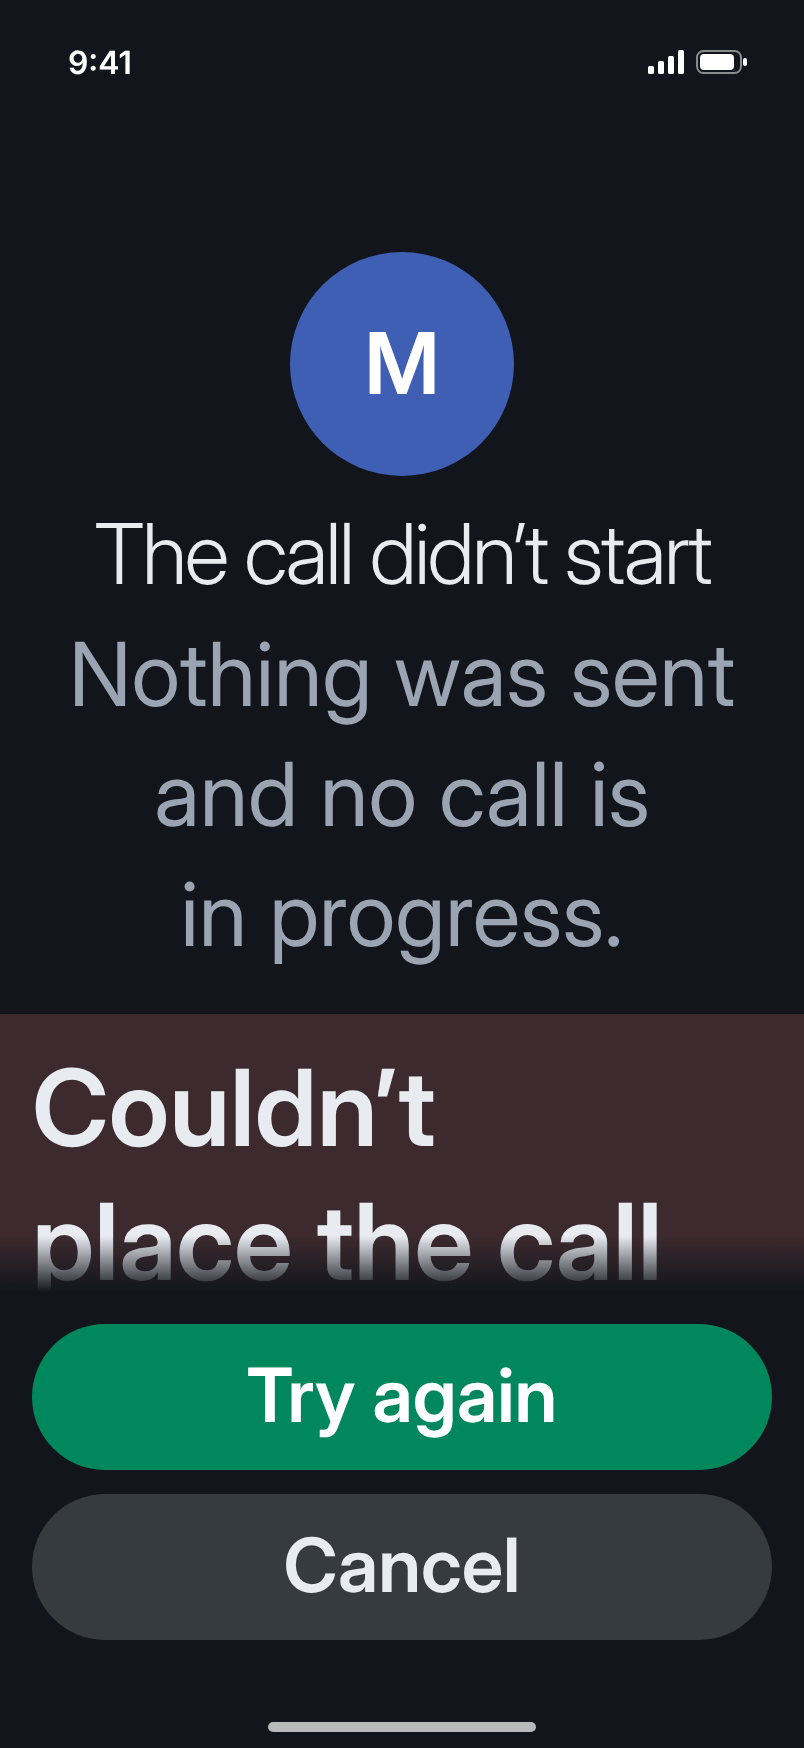 9:41
M
The call didn’t start
Nothing was sent
and no call is
in progress.
Couldn’t
place the call
Try again
Cancel